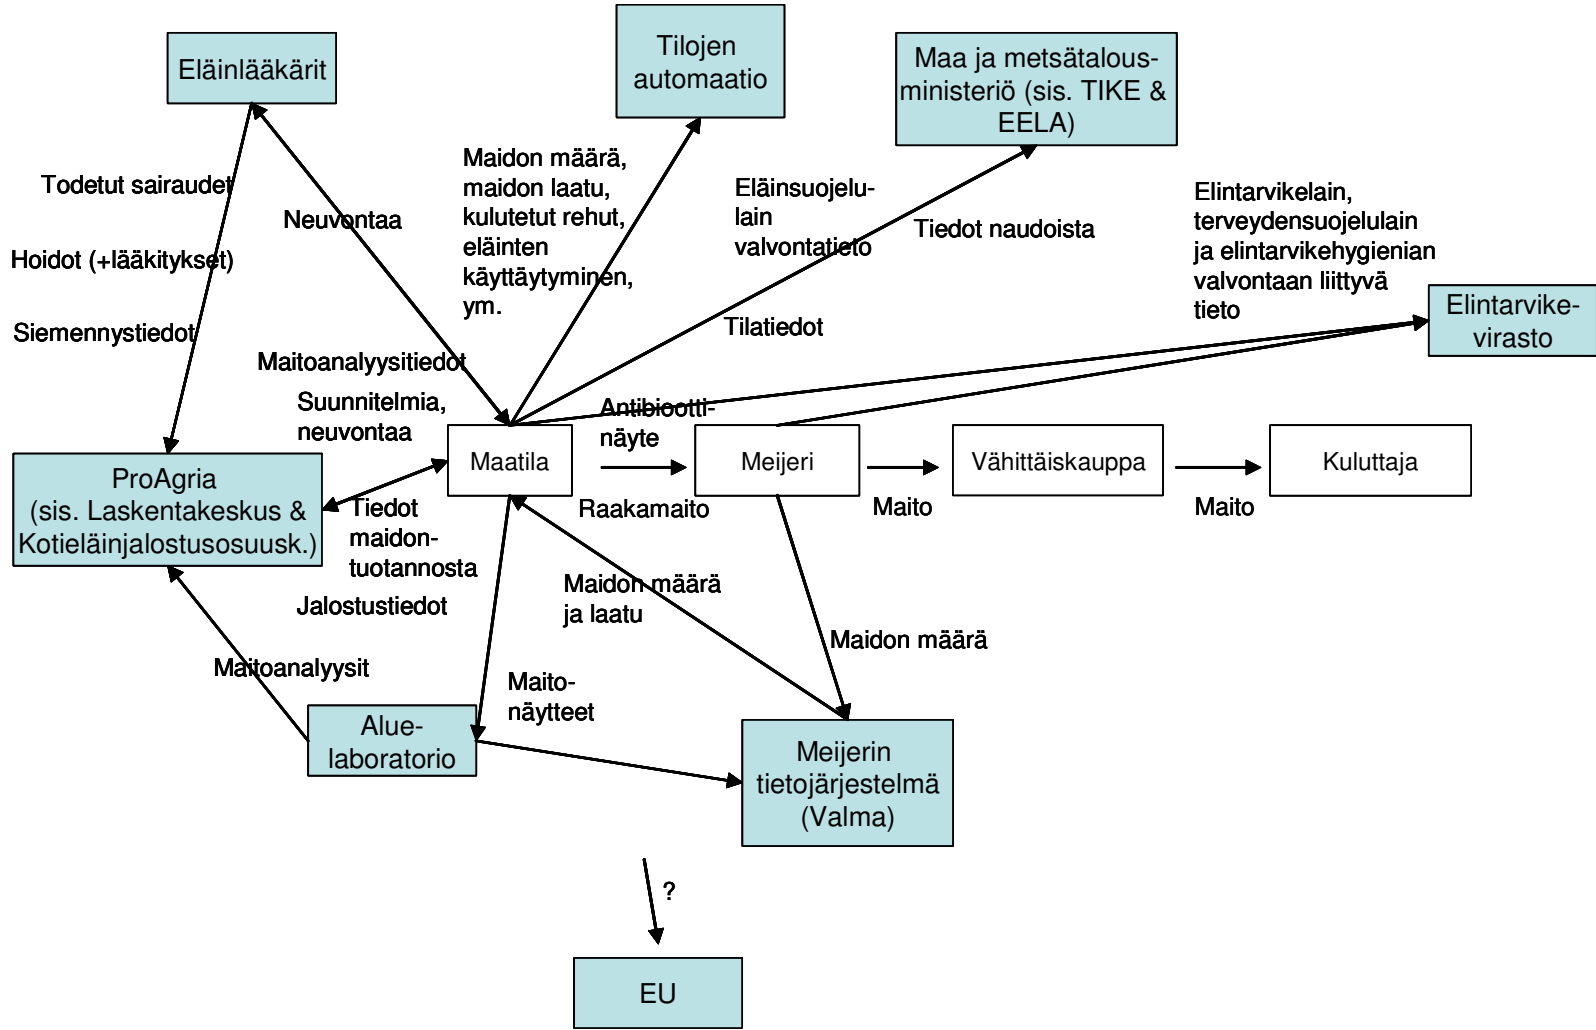 Eläinlääkärit
Tilojen
automaatio
Maa ja metsätalous-
ministeriö (sis. TIKE &
EELA)
Todetut sairaudet
Hoidot (+lääkitykset)
Siemennystiedot
Neuvontaa
Maidon määrä,
maidon laatu,
kulutetut rehut,
eläinten
käyttäytyminen,
ym.
Eläinsuojelu-
lain
valvontatieto
Tiedot naudoista
Tilatiedot
Elintarvikelain,
terveydensuojelulain
ja elintarvikehygienian
valvontaan liittyvä
tieto
Elintarvike-
virasto
Maitoanalyysitiedot
Suunnitelmia,
neuvontaa
Antibiootti-
näyte
ProAgria
(sis. Laskentakeskus &
Kotieläinjalostusosuusk.)
Maatila
Meijeri
Vähittäiskauppa
Kuluttaja
Tiedot
maidon-
tuotannosta
Raakamaito
Maito
Maito
Jalostustiedot
Maidon määrä
ja laatu
Maidon määrä
Maitoanalyysit
Maito-
näytteet
Alue-
laboratorio
Meijerin
tietojärjestelmä
(Valma)
?
EU